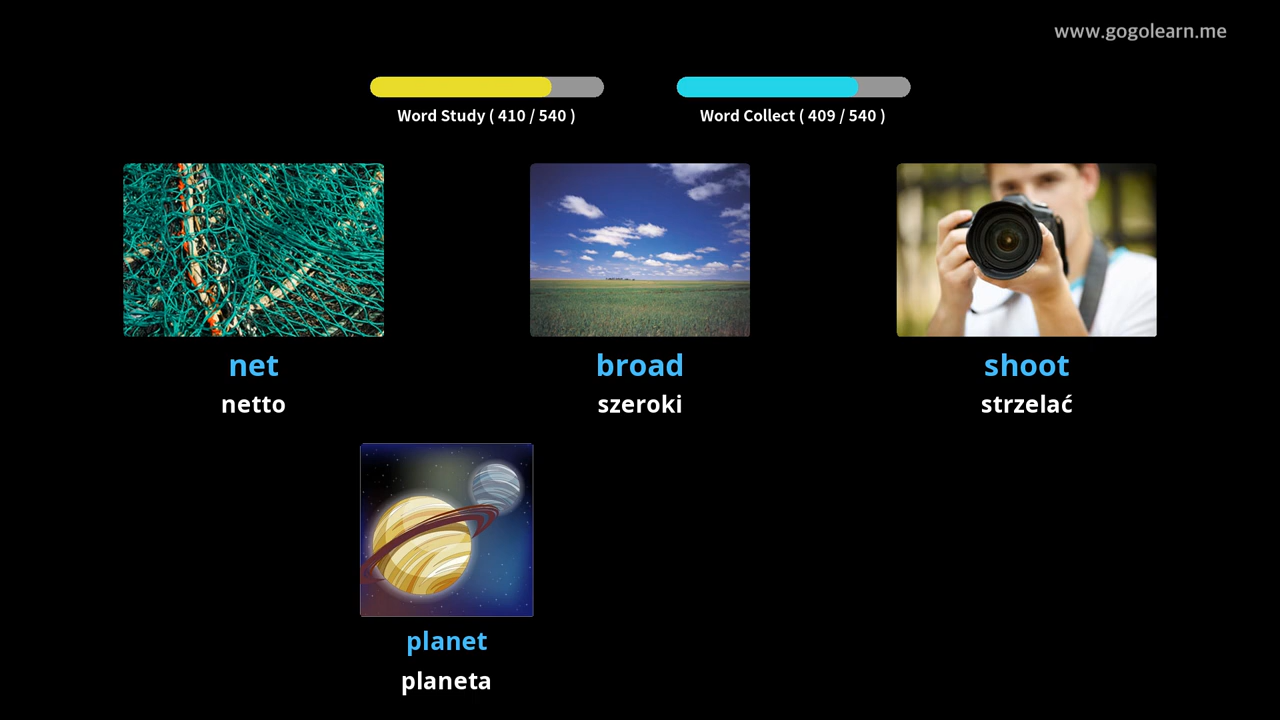 www.gogolearn.me
Word Study ( 410 / 540 )
Word Collect ( 409 / 540 )
net
netto
broad
szeroki
shoot
strzelać
planet
planeta